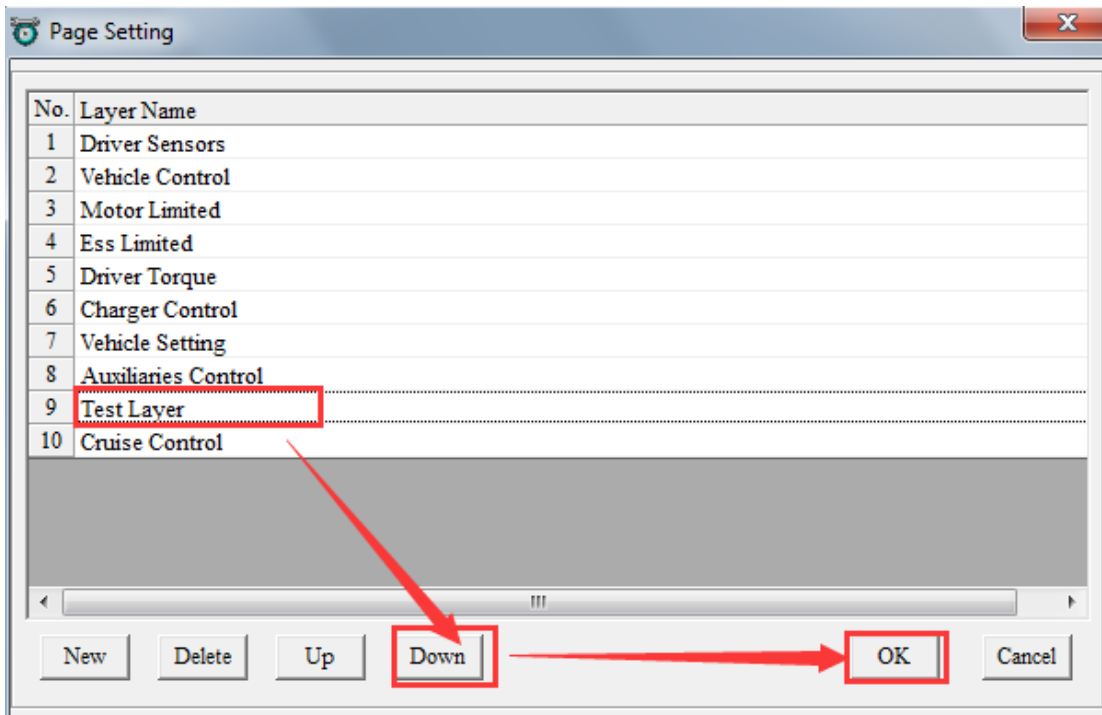 Page Setting
No. Layer Name
1 Driver Sensors
2 Vehicle Control
3 Motor Limited
4 Ess Limited
5 Driver Torque
6 Charger Control
7 Vehicle Setting
8 Auxiliaries Control
9 Test Layer
10 Cruise Control
New Delete Up Down OK Cancel